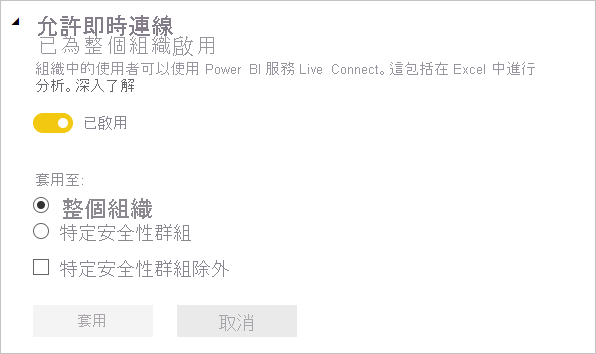 允許即時連線
已為整個組織啟用
組織中的使用者可以使用 Power BI 服務 Live Connect。這包括在 Excel 中進行
分析。深入了解
已啟用
套用至:
整個組織
特定安全性群組
特定安全性群組除外
套用 取消